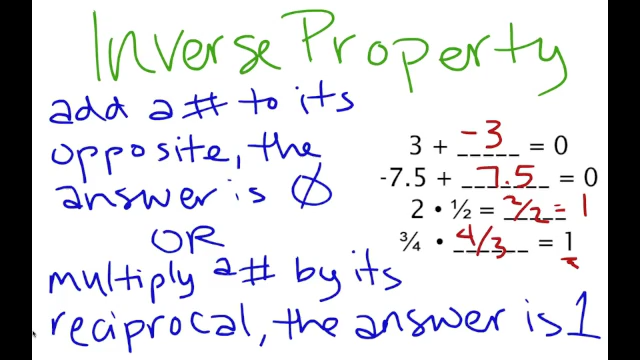 Inverse Property
add a # to its
opposite, the
answer is 0
OR
multiply a # by its
reciprocal, the answer is 1
3 + -3 = 0
-7.5 + 7.5 = 0
2 • ½ = 2/2 = 1
¾ • 4/3 = 1